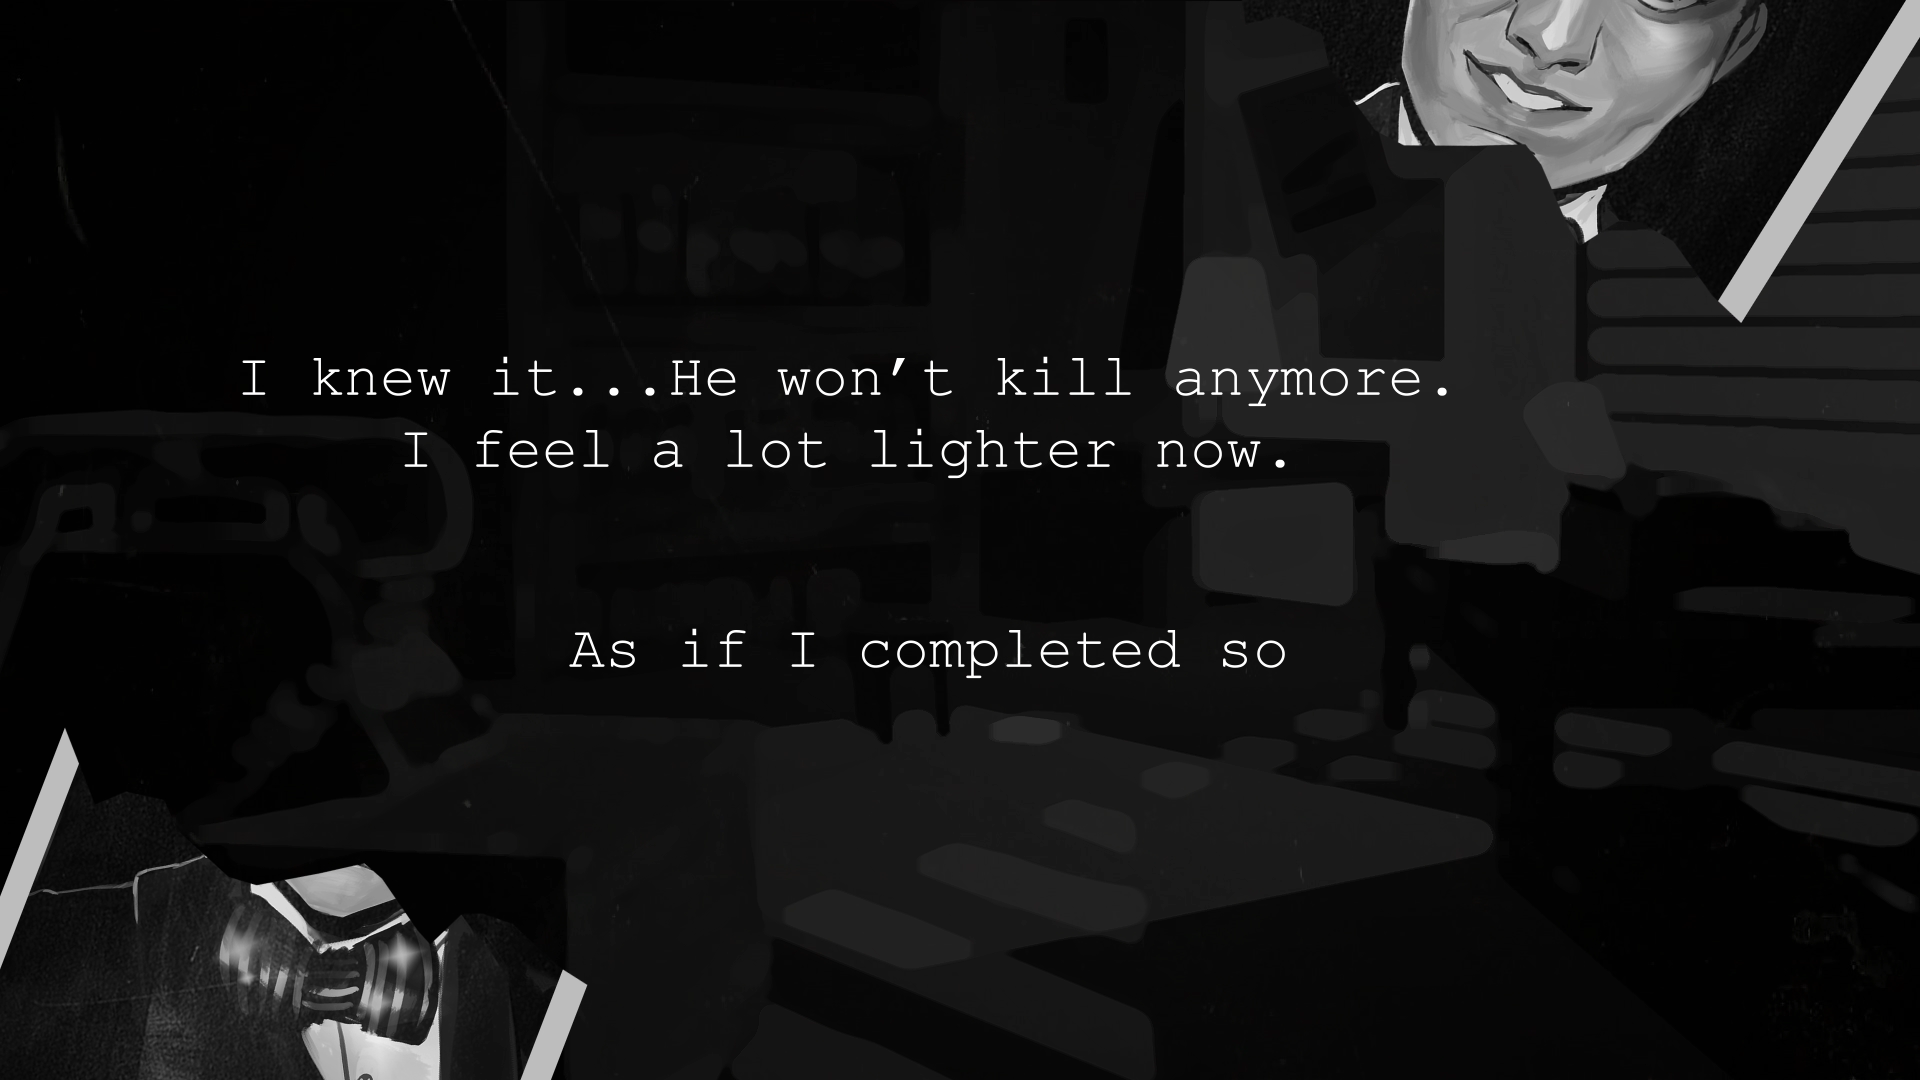 I knew it...He won’t kill anymore.
I feel a lot lighter now.
As if I completed so